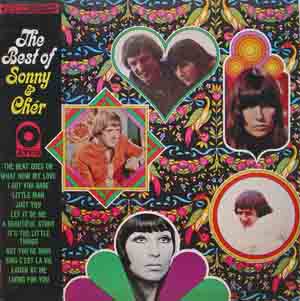 The
Best of
Sonny
&
Cher
ATCO
THE BEAT GOES ON
WHAT NOW MY LOVE
I GOT YOU BABE
LITTLE MAN
JUST YOU
LET IT BE ME
A BEAUTIFUL STORY
IT'S THE LITTLE
THINGS
BUT YOU'RE MINE
SING C'EST LA VIE
LAUGH AT ME
LIVING FOR YOU